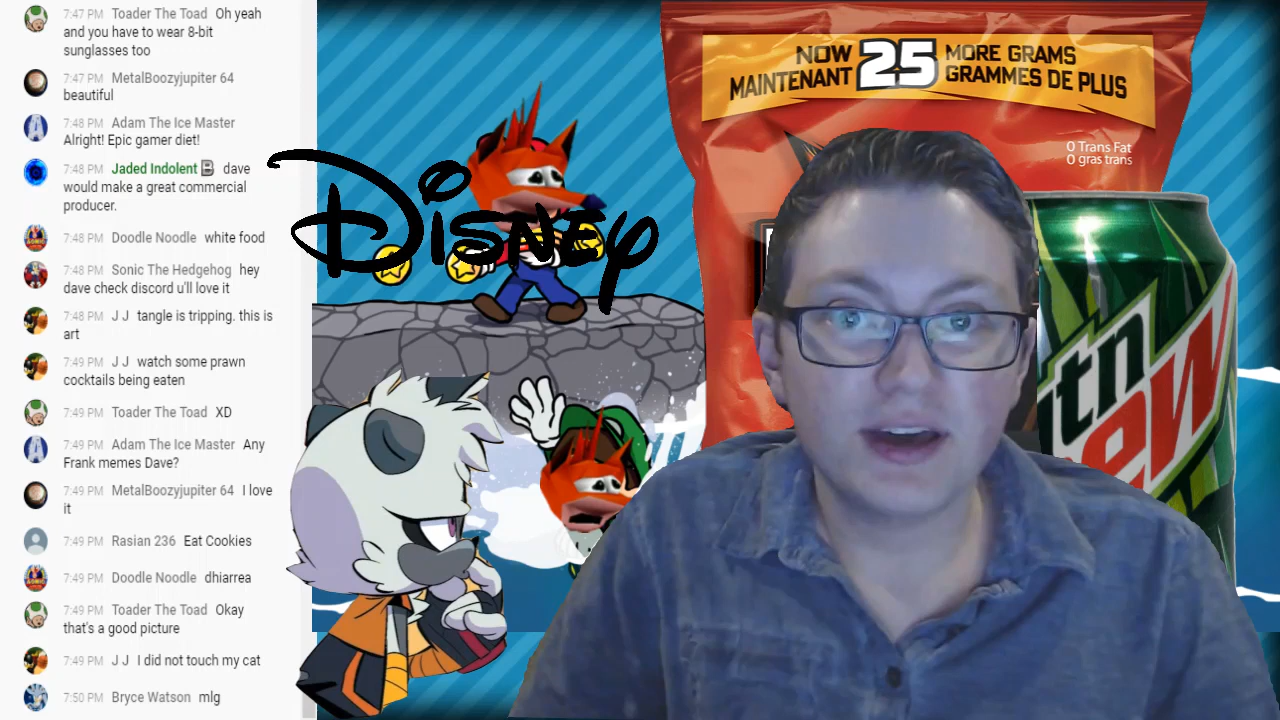 7:47 PM Toader The Toad Oh yeah
and you have to wear 8-bit
sunglasses too
7:47 PM MetalBoozyjupiter 64
beautiful
7:48 PM Adam The Ice Master
Alright! Epic gamer diet!
7:48 PM Jaded Indolent dave
would make a great commercial
producer.
7:48 PM Doodle Noodle white food
7:48 PM Sonic The Hedgehog hey
dave check discord u'll love it
7:48 PM J J tangle is tripping. this is
art
7:49 PM J J watch some prawn
cocktails being eaten
7:49 PM Toader The Toad XD
7:49 PM Adam The Ice Master Any
Frank memes Dave?
7:49 PM MetalBoozyjupiter 64 I love
it
7:49 PM Rasian 236 Eat Cookies
7:49 PM Doodle Noodle dhiarrea
7:49 PM Toader The Toad Okay
that's a good picture
7:49 PM J J I did not touch my cat
7:50 PM Bryce Watson mlg
Disney
NOW 25 MORE GRAMS
MAINTENANT GRAMMES DE PLUS
0 Trans Fat
0 gras trans
mtn
Dew